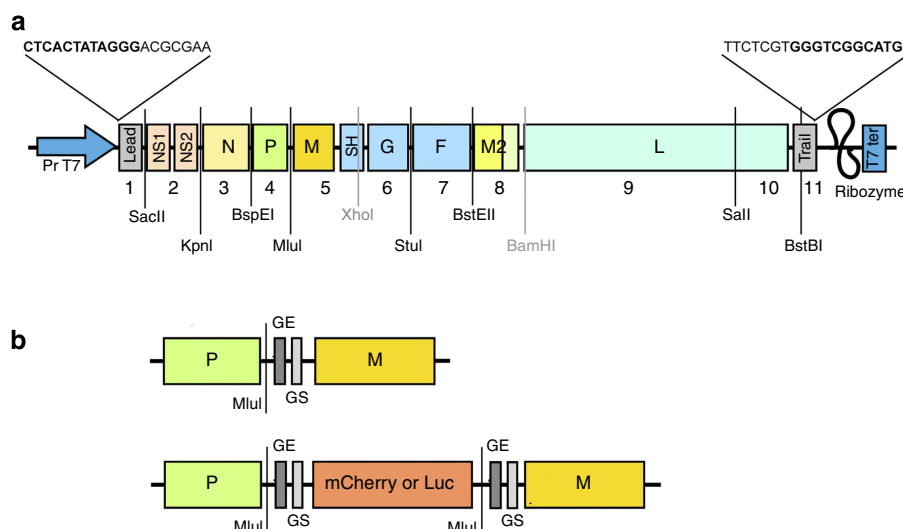 a
CTCACTATAGGGACGCGAA
TTCTCGTGGGTCGGCATG
Pr T7
Lead
NS1
NS2
N
P
M
SH
G
F
M2
L
Trail
T7 ter
Ribozyme
1 2 3 4 5 6 7 8 9 10 11
SacII
BspEI
XhoI
BstEII
SalI
KpnI
MluI
StuI
BamHI
BstBI
b
GE
P
M
MluI
GS
GE
GE
P
mCherry or Luc
M
MluI
GS
MluI
GS